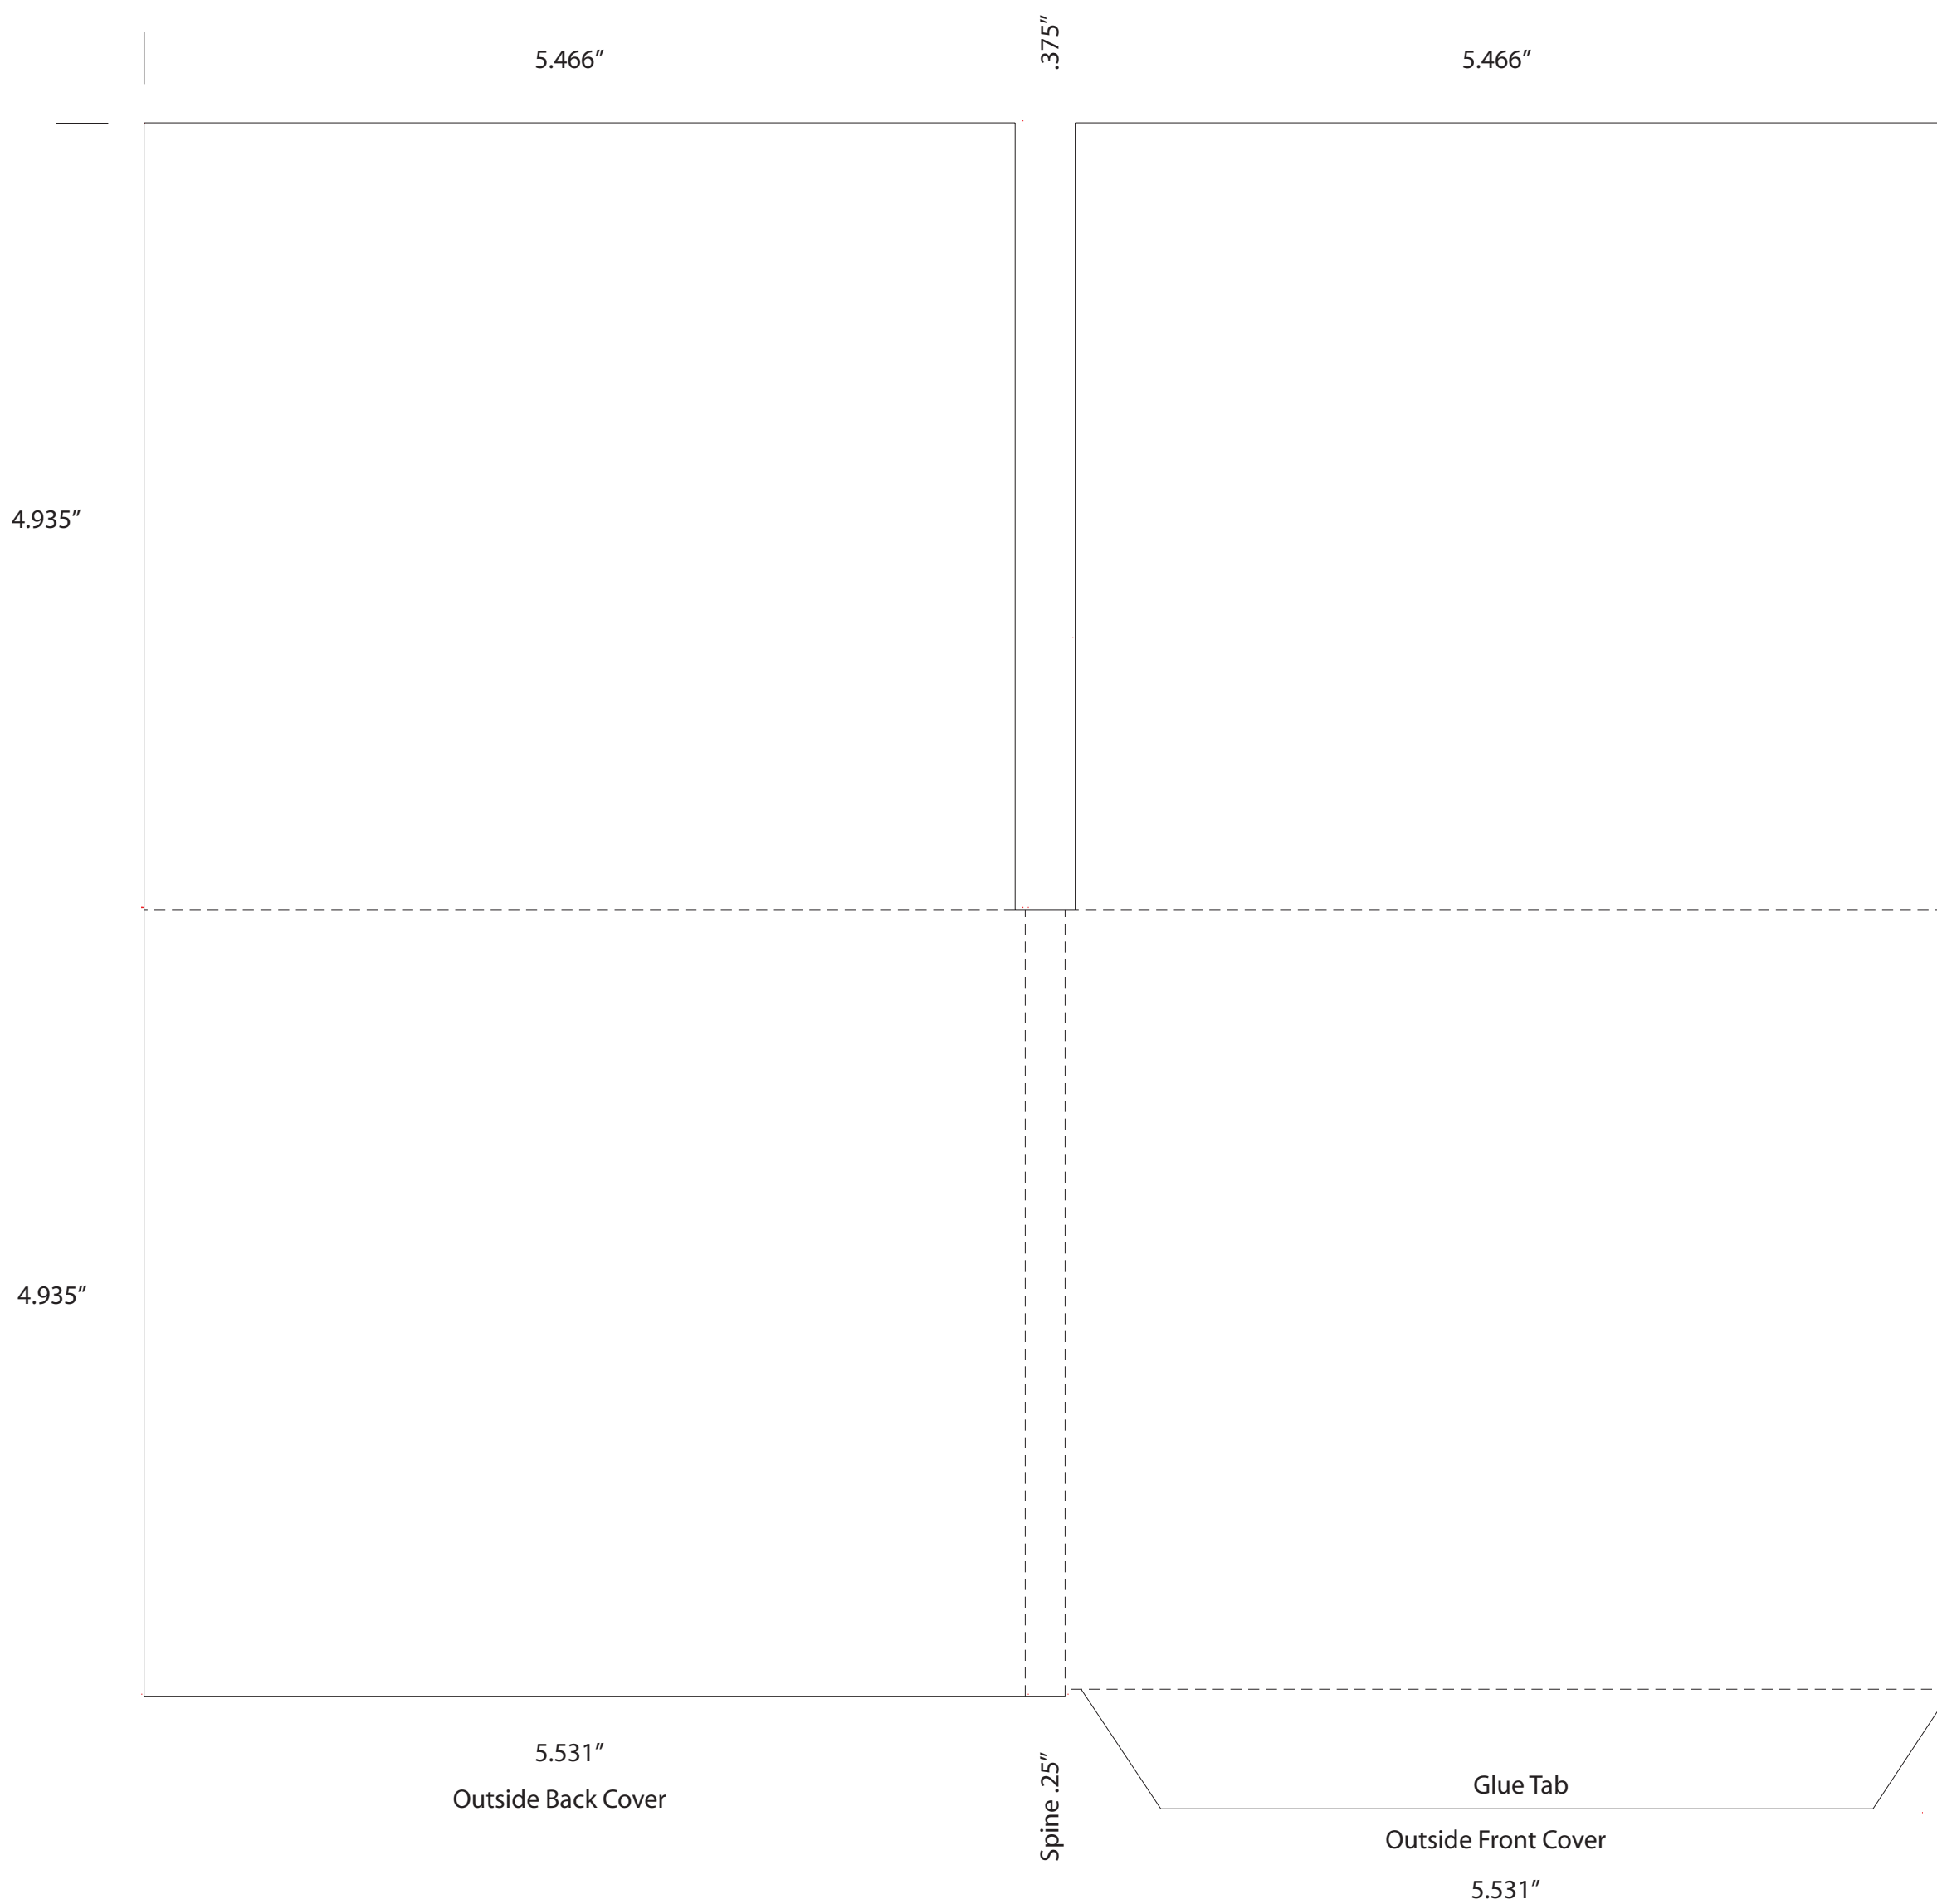 5.466″
.375″
5.466″
4.935″
4.935″
5.531″
Outside Back Cover
Spine .25″
Glue Tab
Outside Front Cover
5.531″